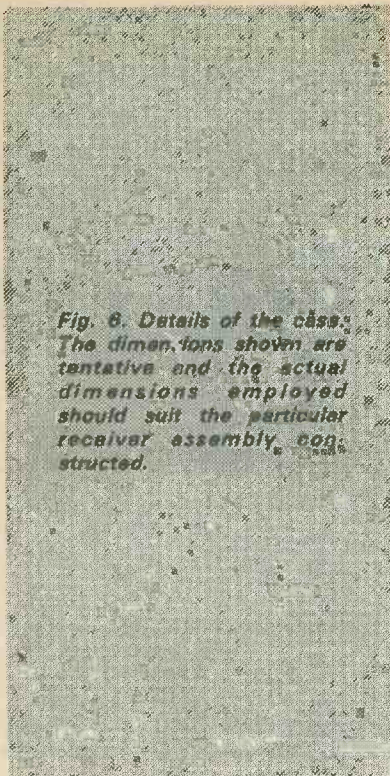 Fig. 6. Details of the case.
The dimensions shown are
tentative and the actual
dimensions employed
should suit the particular
receiver assembly con-
structed.